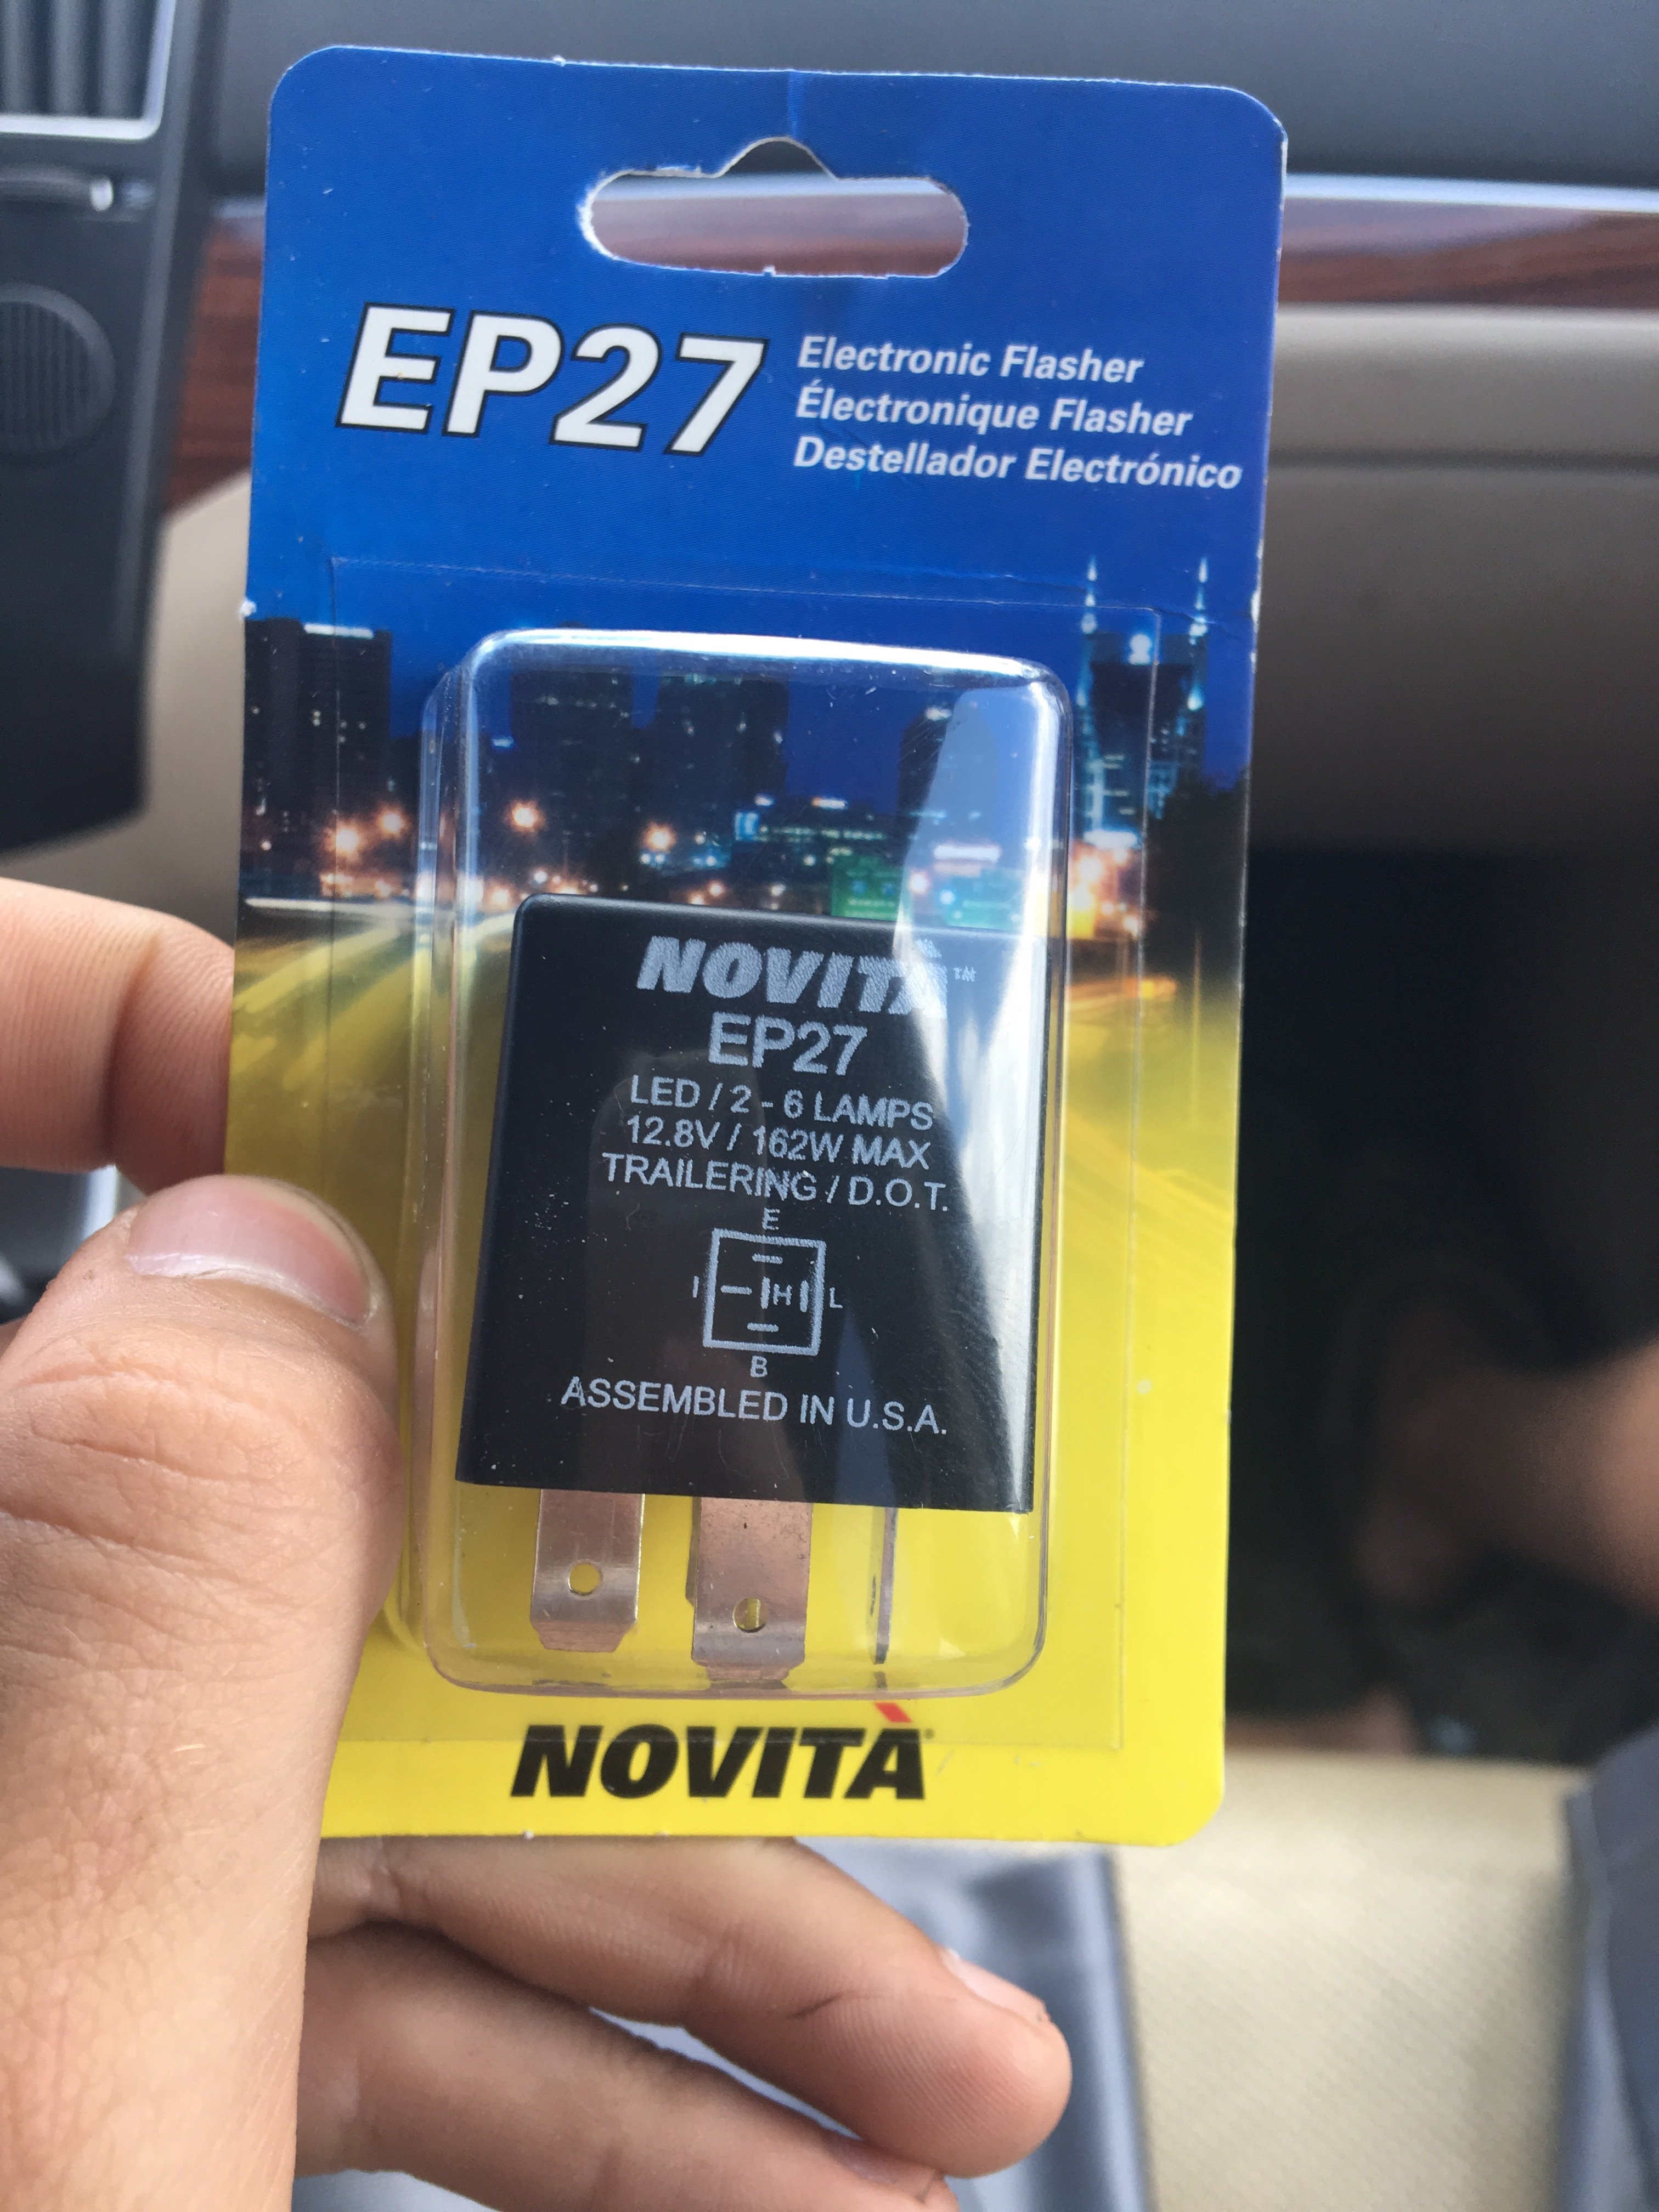 EP27
Electronic Flasher
Électronique Flasher
Destellador Electrónico
NOVITÀ™
EP27
LED / 2 - 6 LAMPS
12.8V / 162W MAX
TRAILERING / D.O.T.
E
I H L
B
ASSEMBLED IN U.S.A.
NOVITÀ®